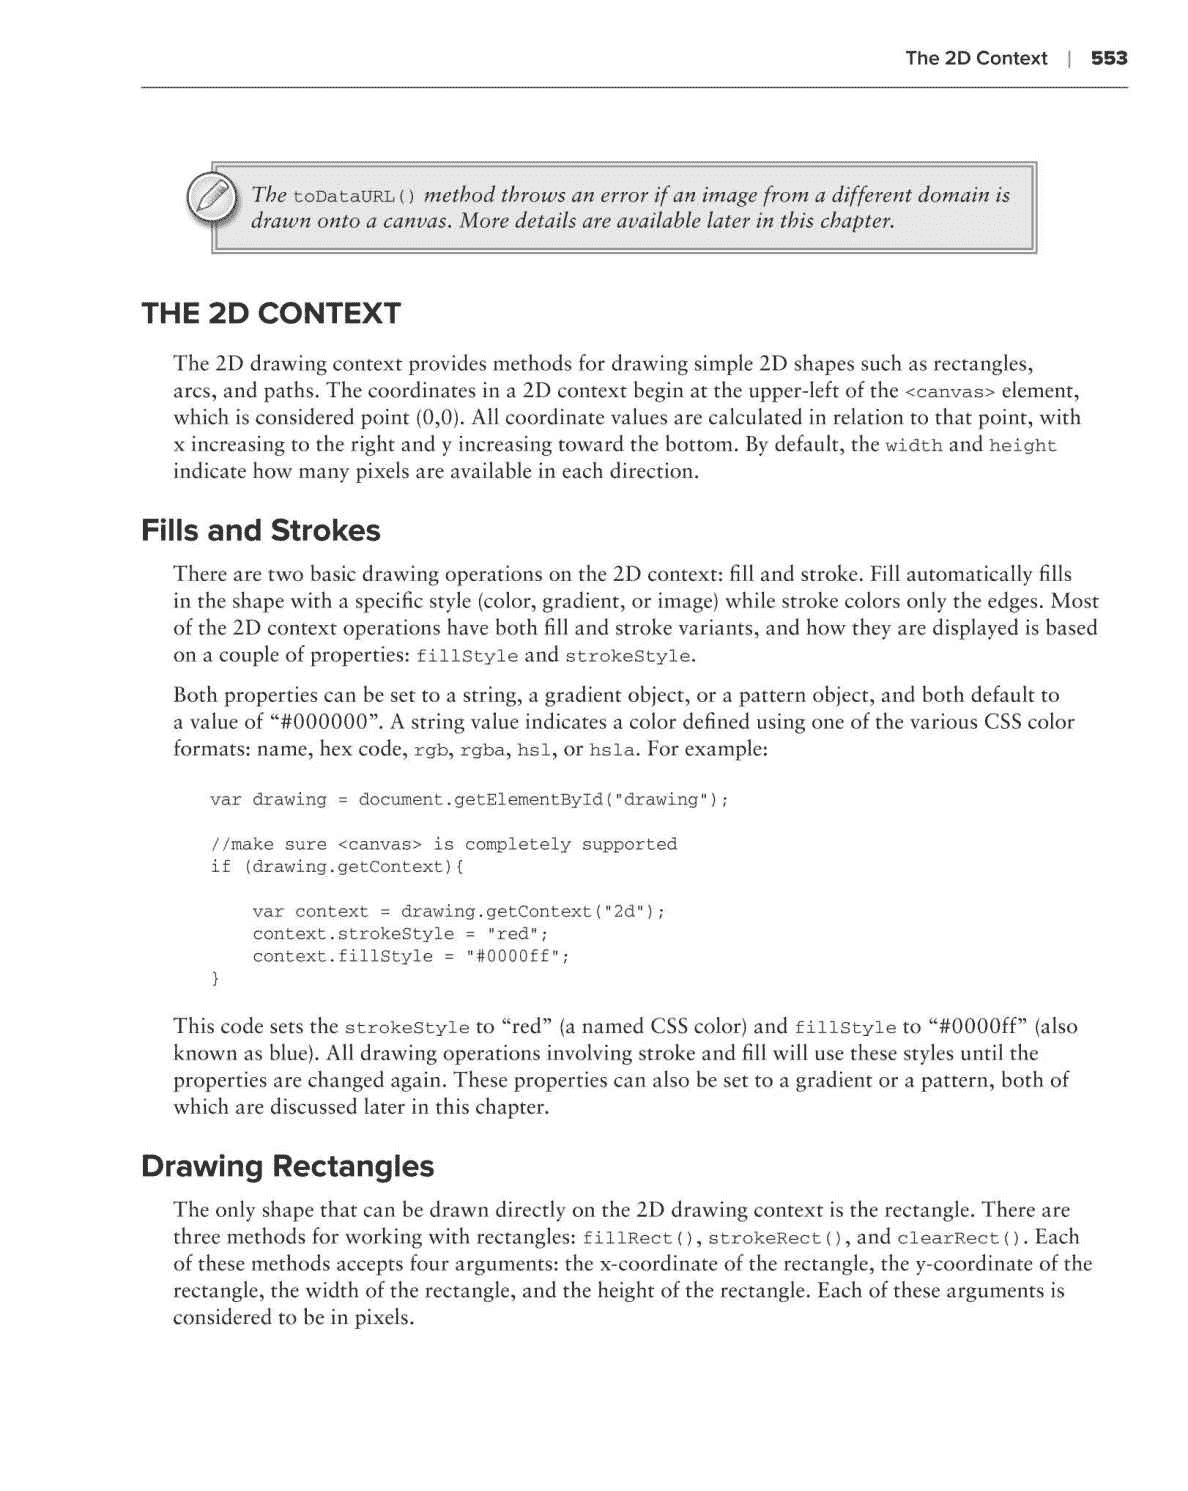 The 2D Context | 553
The toDataURL() method throws an error if an image from a different domain is
drawn onto a canvas. More details are available later in this chapter.
THE 2D CONTEXT
The 2D drawing context provides methods for drawing simple 2D shapes such as rectangles,
arcs, and paths. The coordinates in a 2D context begin at the upper-left of the <canvas> element,
which is considered point (0,0). All coordinate values are calculated in relation to that point, with
x increasing to the right and y increasing toward the bottom. By default, the width and height
indicate how many pixels are available in each direction.
Fills and Strokes
There are two basic drawing operations on the 2D context: fill and stroke. Fill automatically fills
in the shape with a specific style (color, gradient, or image) while stroke colors only the edges. Most
of the 2D context operations have both fill and stroke variants, and how they are displayed is based
on a couple of properties: fillStyle and strokeStyle.
Both properties can be set to a string, a gradient object, or a pattern object, and both default to
a value of “#000000”. A string value indicates a color defined using one of the various CSS color
formats: name, hex code, rgb, rgba, hsl, or hsla. For example:
var drawing = document.getElementById("drawing");
//make sure <canvas> is completely supported
if (drawing.getContext){
var context = drawing.getContext("2d");
context.strokeStyle = "red";
context.fillStyle = "#0000ff";
}
This code sets the strokeStyle to “red” (a named CSS color) and fillStyle to “#0000ff” (also
known as blue). All drawing operations involving stroke and fill will use these styles until the
properties are changed again. These properties can also be set to a gradient or a pattern, both of
which are discussed later in this chapter.
Drawing Rectangles
The only shape that can be drawn directly on the 2D drawing context is the rectangle. There are
three methods for working with rectangles: fillRect(), strokeRect(), and clearRect(). Each
of these methods accepts four arguments: the x-coordinate of the rectangle, the y-coordinate of the
rectangle, the width of the rectangle, and the height of the rectangle. Each of these arguments is
considered to be in pixels.